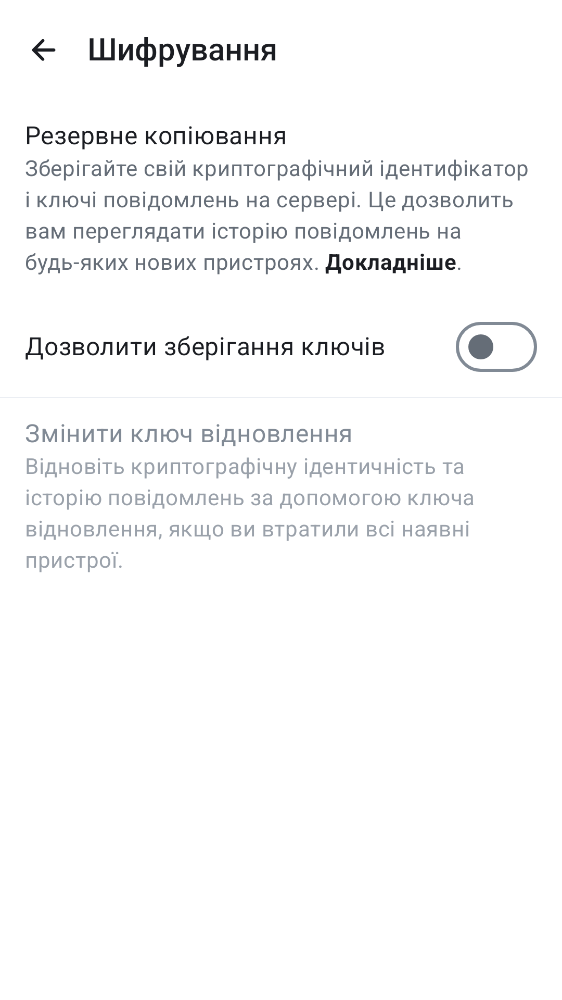 Шифрування
Резервне копіювання
Зберігайте свій криптографічний ідентифікатор
і ключі повідомлень на сервері. Це дозволить
вам переглядати історію повідомлень на
будь-яких нових пристроях. Докладніше.
Дозволити зберігання ключів
Змінити ключ відновлення
Відновіть криптографічну ідентичність та
історію повідомлень за допомогою ключа
відновлення, якщо ви втратили всі наявні
пристрої.